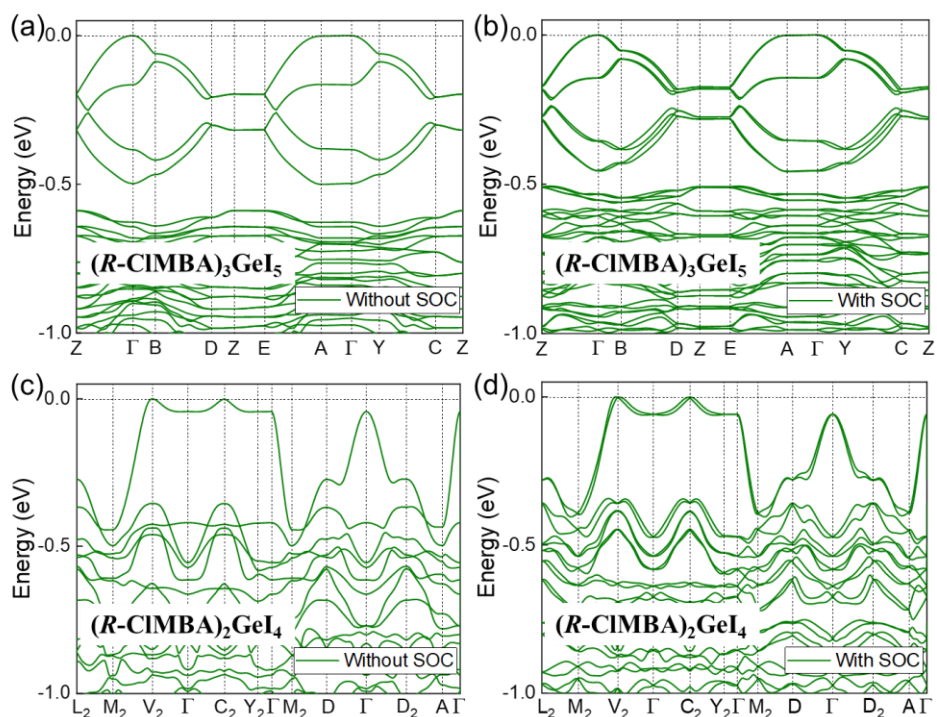 (a)
0.0
-0.5
-1.0
Energy (eV)
(R-ClMBA)₃GeI₅
Without SOC
Z Γ B D Z E A Γ Y C Z
(b)
0.0
-0.5
-1.0
Energy (eV)
(R-ClMBA)₃GeI₅
With SOC
Z Γ B D Z E A Γ Y C Z
(c)
0.0
-0.5
-1.0
Energy (eV)
(R-ClMBA)₂GeI₄
Without SOC
L₂ M₂ V₂ Γ C₂ Y₂ Γ M₂ D Γ D₂ A Γ
(d)
0.0
-0.5
-1.0
Energy (eV)
(R-ClMBA)₂GeI₄
With SOC
L₂ M₂ V₂ Γ C₂ Y₂ Γ M₂ D Γ D₂ A Γ